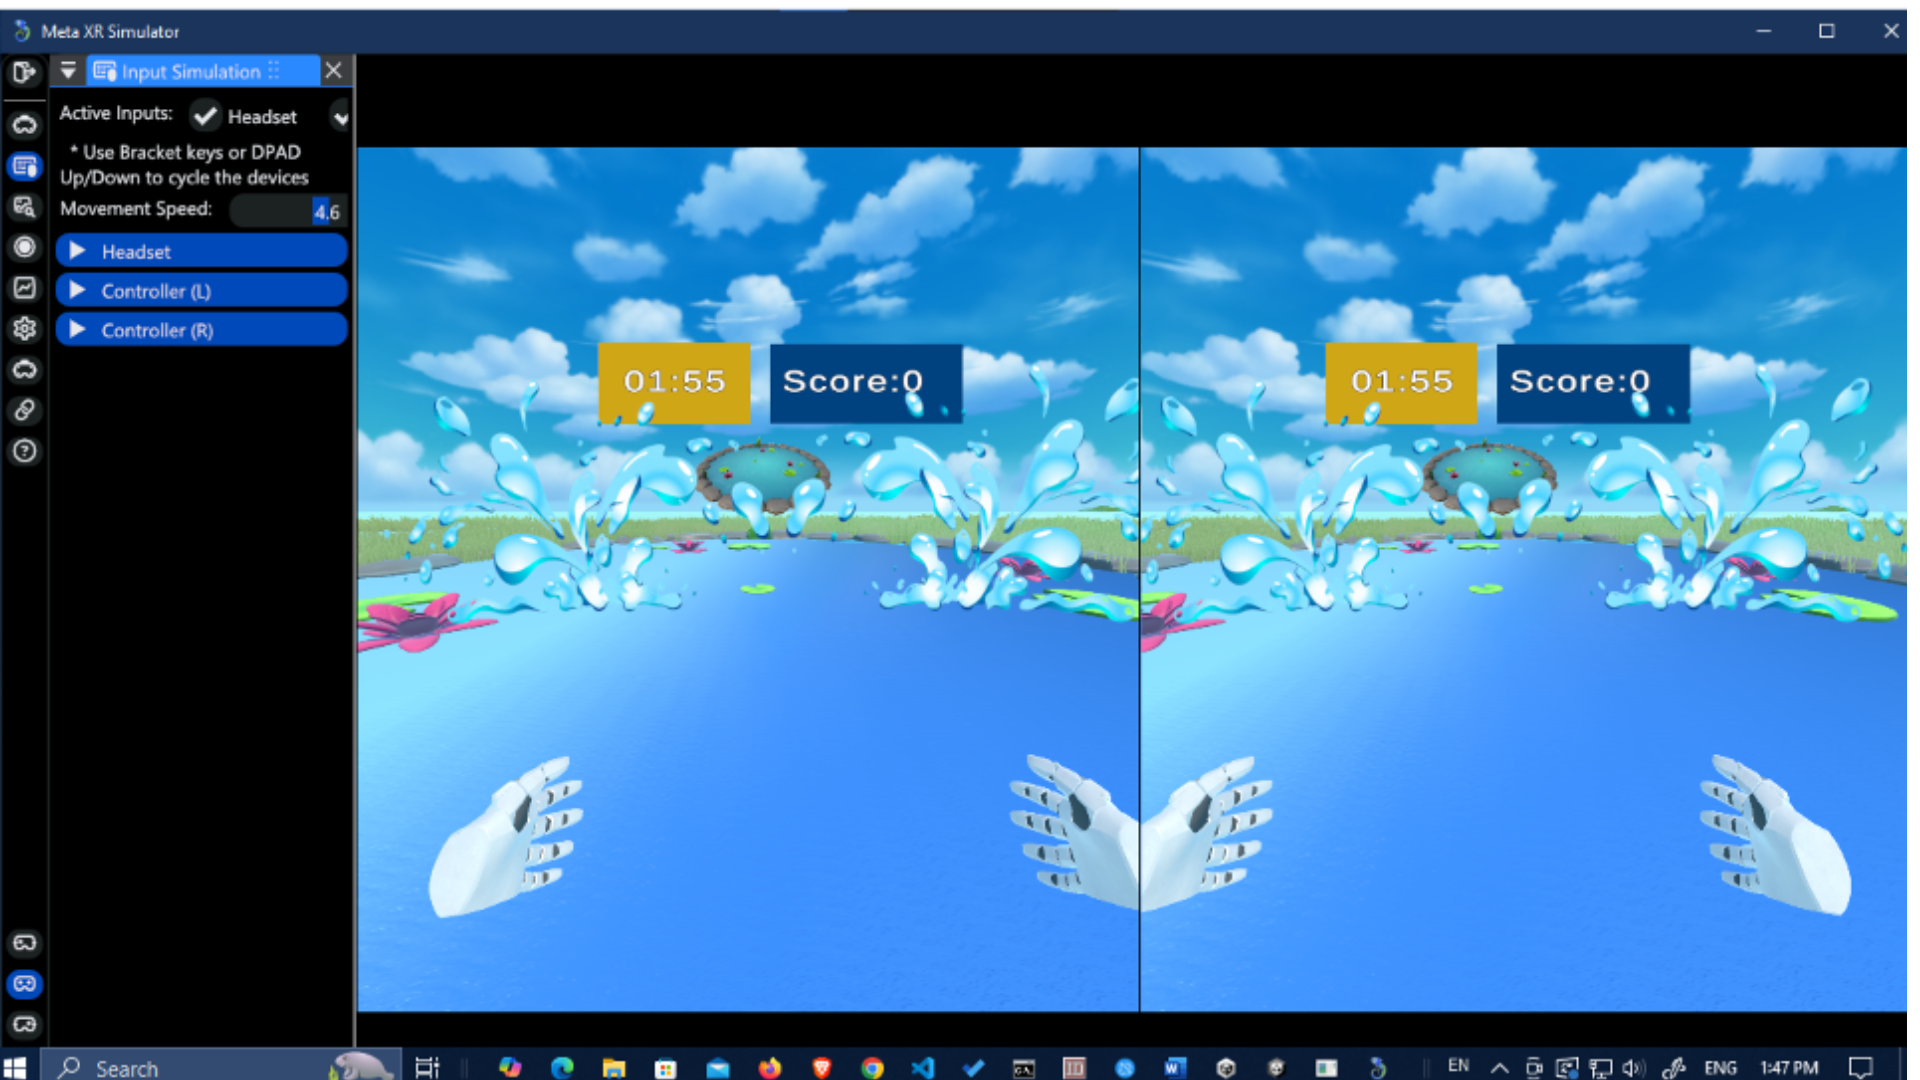 Meta XR Simulator
Input Simulation
Active Inputs: Headset
* Use Bracket keys or DPAD
Up/Down to cycle the devices
Movement Speed: 4.6
Headset
Controller (L)
Controller (R)
01:55 Score:0
01:55 Score:0
Search
EN
ENG
1:47 PM